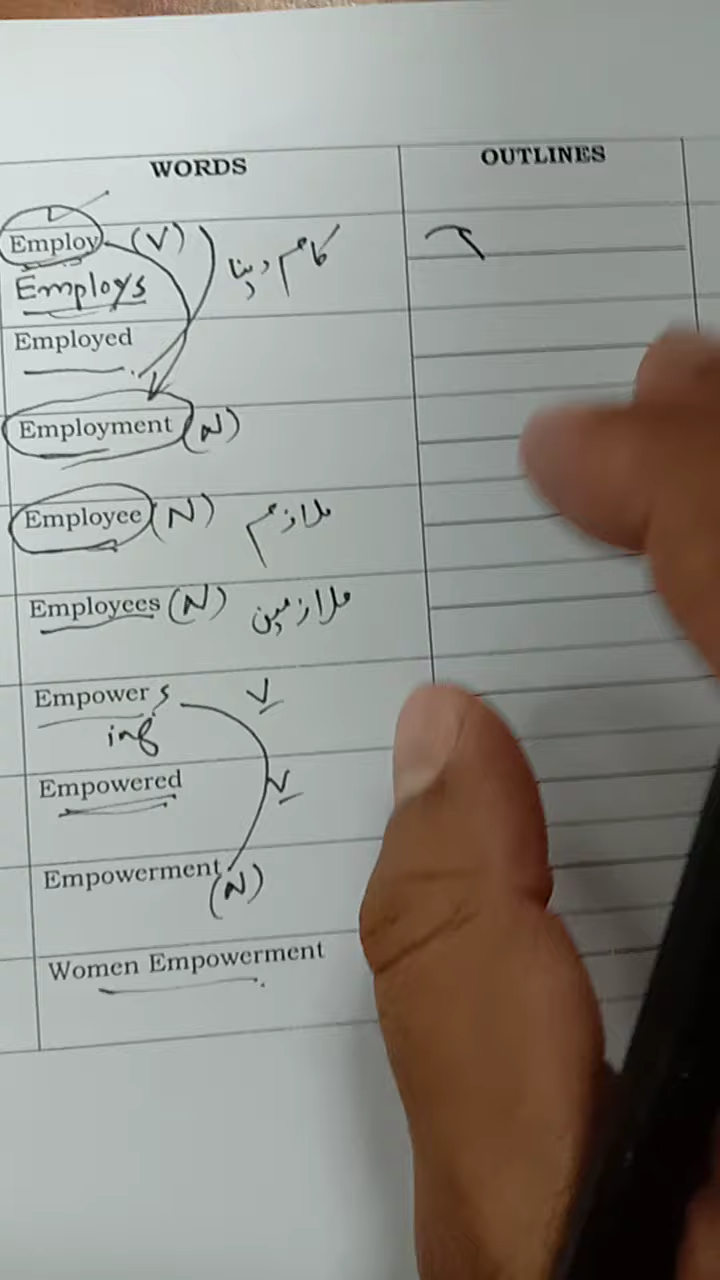 WORDS OUTLINES
Employ (V) کام دینا
Employs
Employed
Employment (N)
Employee (N) ملازم
Employees (N) ملازمین
Empower s V
ing
Empowered V
Empowerment
(N)
Women Empowerment